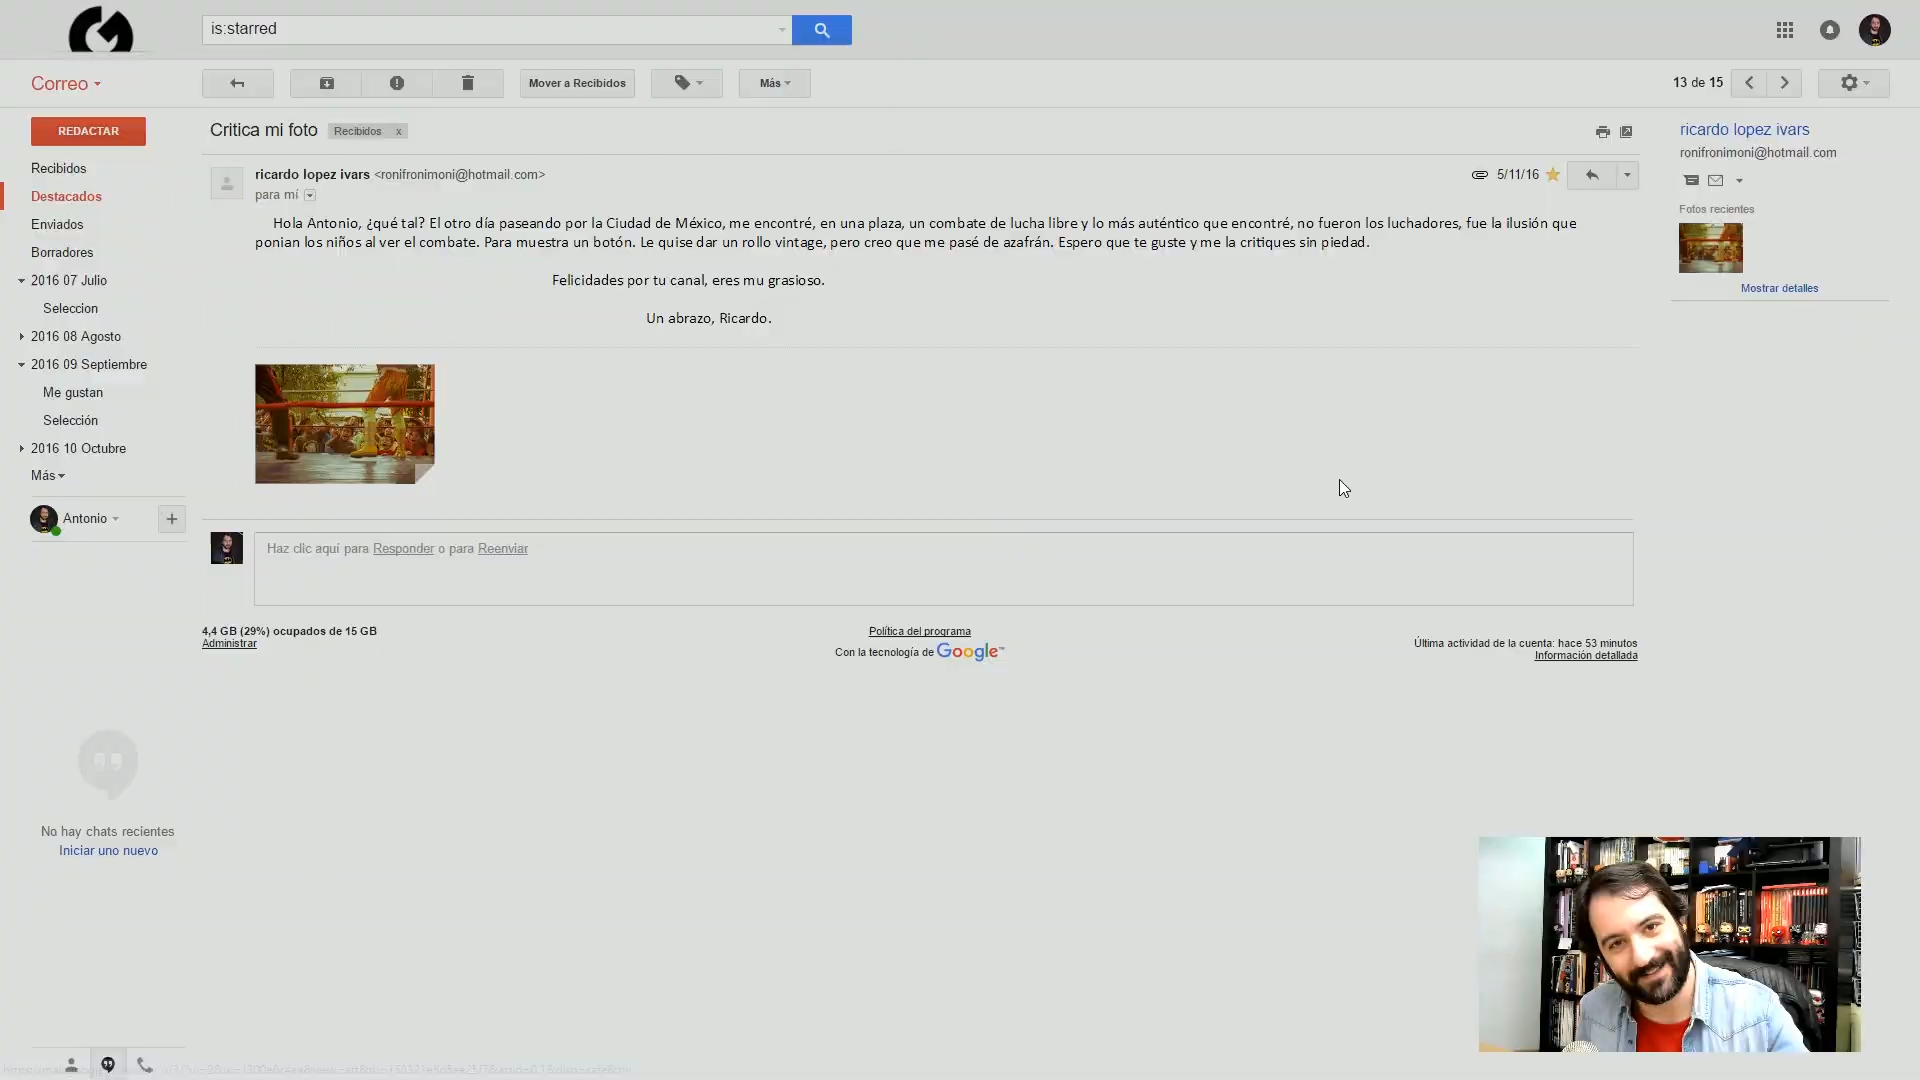 is:starred
Correo
Mover a Recibidos
Más
13 de 15
REDACTAR
Recibidos
Destacados
Enviados
Borradores
2016 07 Julio
Seleccion
2016 08 Agosto
2016 09 Septiembre
Me gustan
Selección
2016 10 Octubre
Más
Antonio
No hay chats recientes
Iniciar uno nuevo
Critica mi foto Recibidos x
ricardo lopez ivars <ronifronimoni@hotmail.com>
5/11/16
para mí
Hola Antonio, ¿qué tal? El otro día paseando por la Ciudad de México, me encontré, en una plaza, un combate de lucha libre y lo más auténtico que encontré, no fueron los luchadores, fue la ilusión que
ponian los niños al ver el combate. Para muestra un botón. Le quise dar un rollo vintage, pero creo que me pasé de azafrán. Espero que te guste y me la critiques sin piedad.
Felicidades por tu canal, eres mu grasioso.
Un abrazo, Ricardo.
Haz clic aquí para Responder o para Reenviar
4,4 GB (29%) ocupados de 15 GB
Administrar
Política del programa
Con la tecnología de Google™
Última actividad de la cuenta: hace 53 minutos
Información detallada
ricardo lopez ivars
ronifronimoni@hotmail.com
Fotos recientes
Mostrar detalles